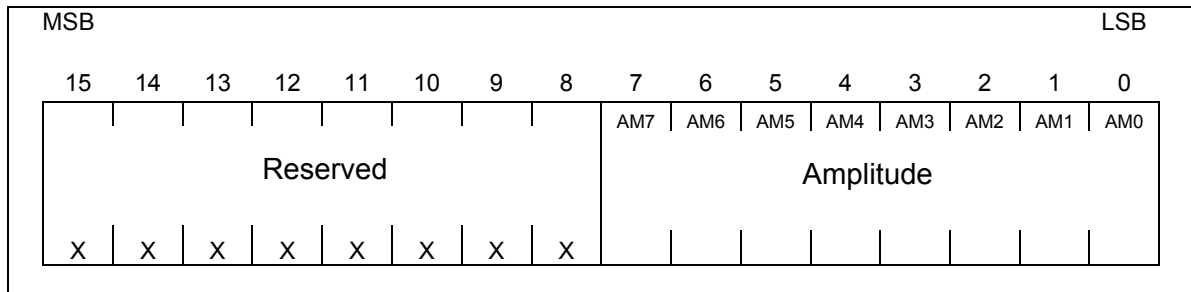 MSB LSB
15 14 13 12 11 10 9 8 7 6 5 4 3 2 1 0
AM7 AM6 AM5 AM4 AM3 AM2 AM1 AM0
Reserved Amplitude
X X X X X X X X